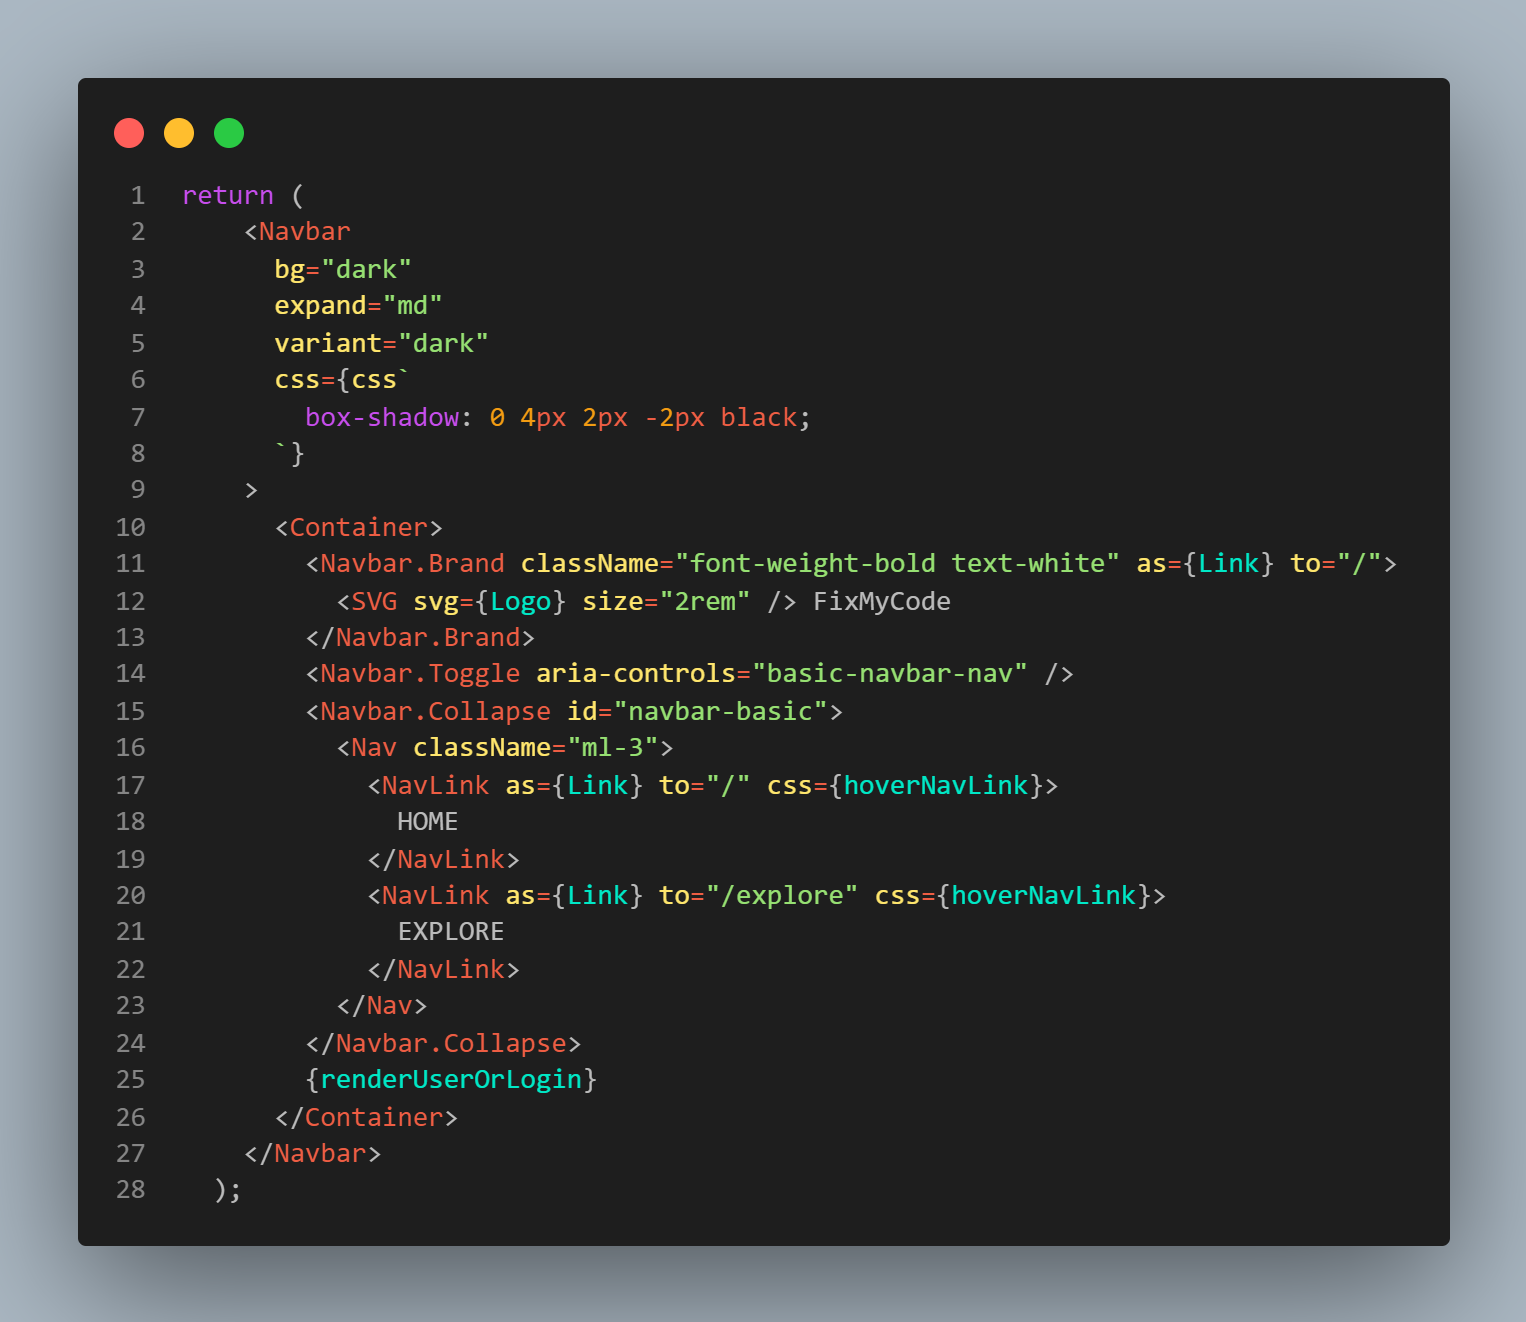 1 return (
2     <Navbar
3       bg="dark"
4       expand="md"
5       variant="dark"
6       css={css`
7         box-shadow: 0 4px 2px -2px black;
8       `}
9     >
10       <Container>
11         <Navbar.Brand className="font-weight-bold text-white" as={Link} to="/">
12           <SVG svg={Logo} size="2rem" /> FixMyCode
13         </Navbar.Brand>
14         <Navbar.Toggle aria-controls="basic-navbar-nav" />
15         <Navbar.Collapse id="navbar-basic">
16           <Nav className="ml-3">
17             <NavLink as={Link} to="/" css={hoverNavLink}>
18               HOME
19             </NavLink>
20             <NavLink as={Link} to="/explore" css={hoverNavLink}>
21               EXPLORE
22             </NavLink>
23           </Nav>
24         </Navbar.Collapse>
25         {renderUserOrLogin}
26       </Container>
27     </Navbar>
28   );